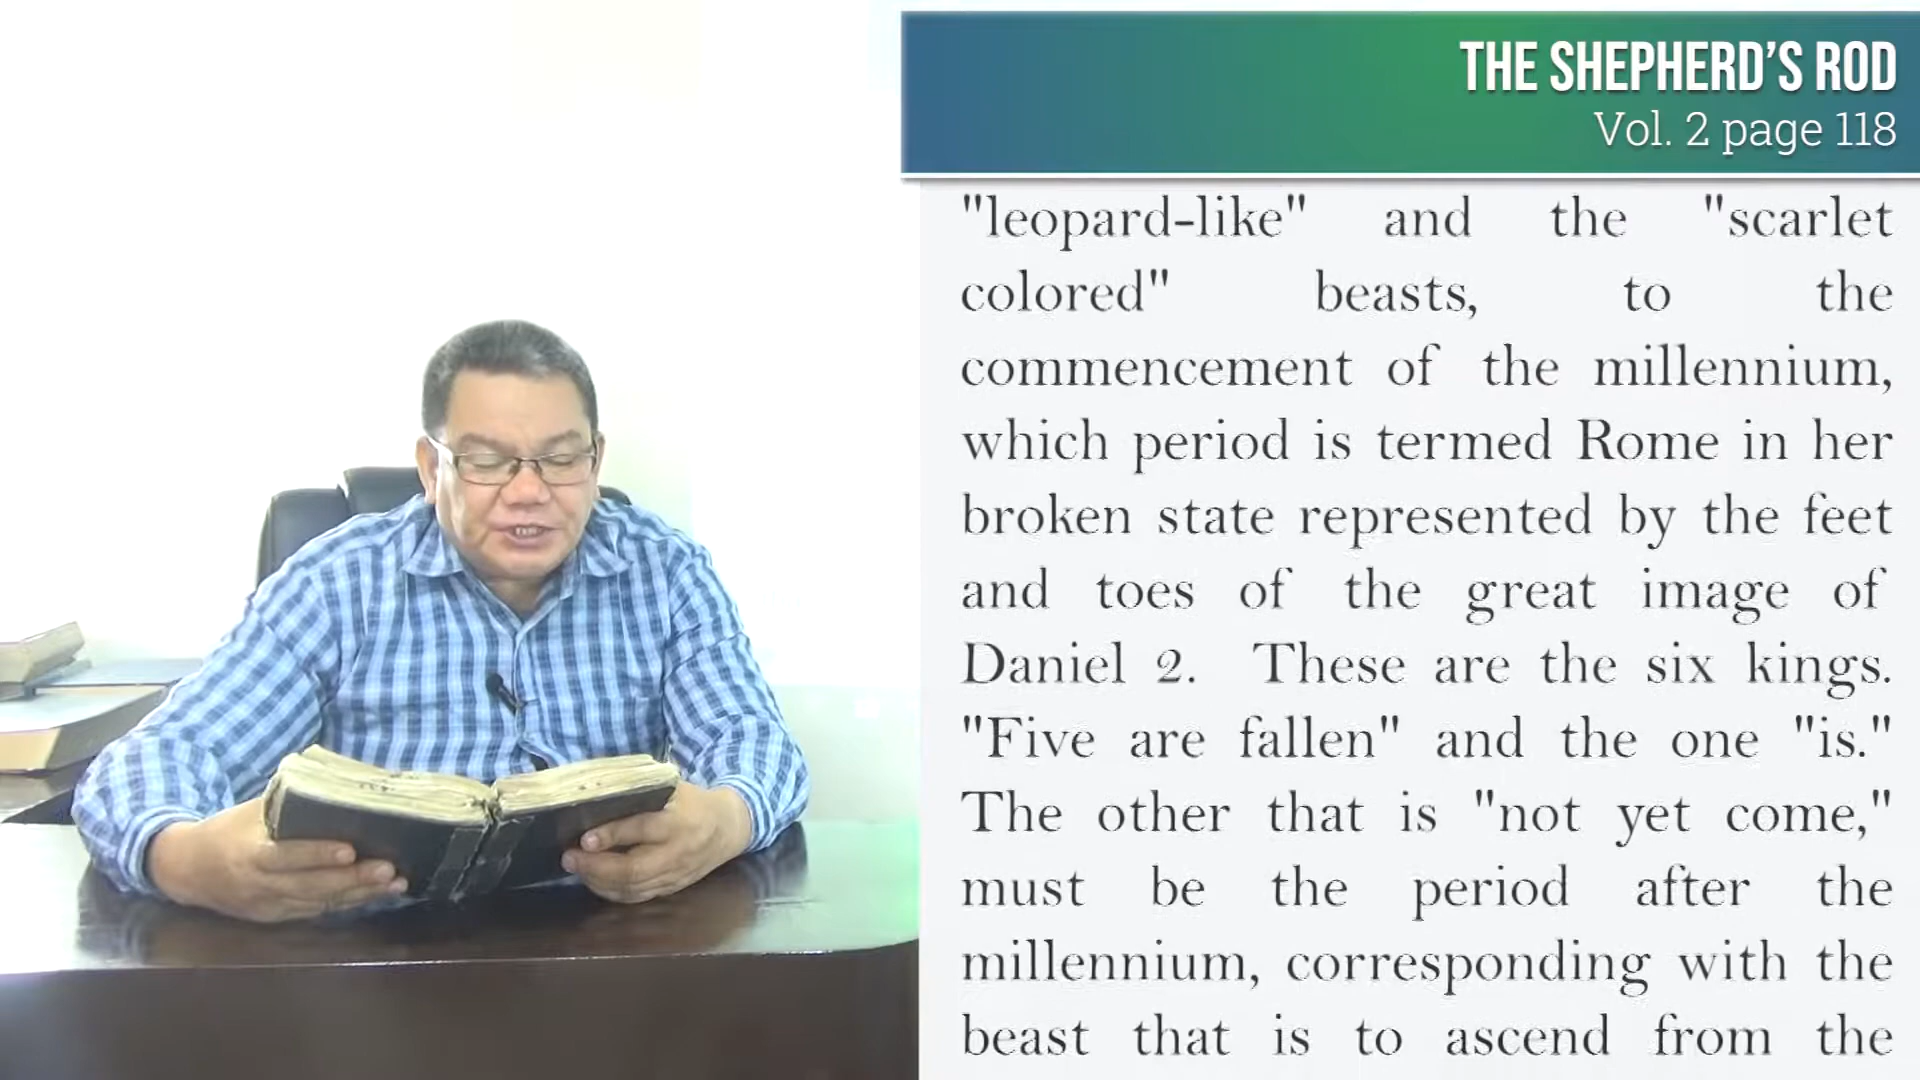 THE SHEPHERD'S ROD
Vol. 2 page 118
"leopard-like" and the "scarlet
colored" beasts, to the
commencement of the millennium,
which period is termed Rome in her
broken state represented by the feet
and toes of the great image of
Daniel 2. These are the six kings.
"Five are fallen" and the one "is."
The other that is "not yet come,"
must be the period after the
millennium, corresponding with the
beast that is to ascend from the